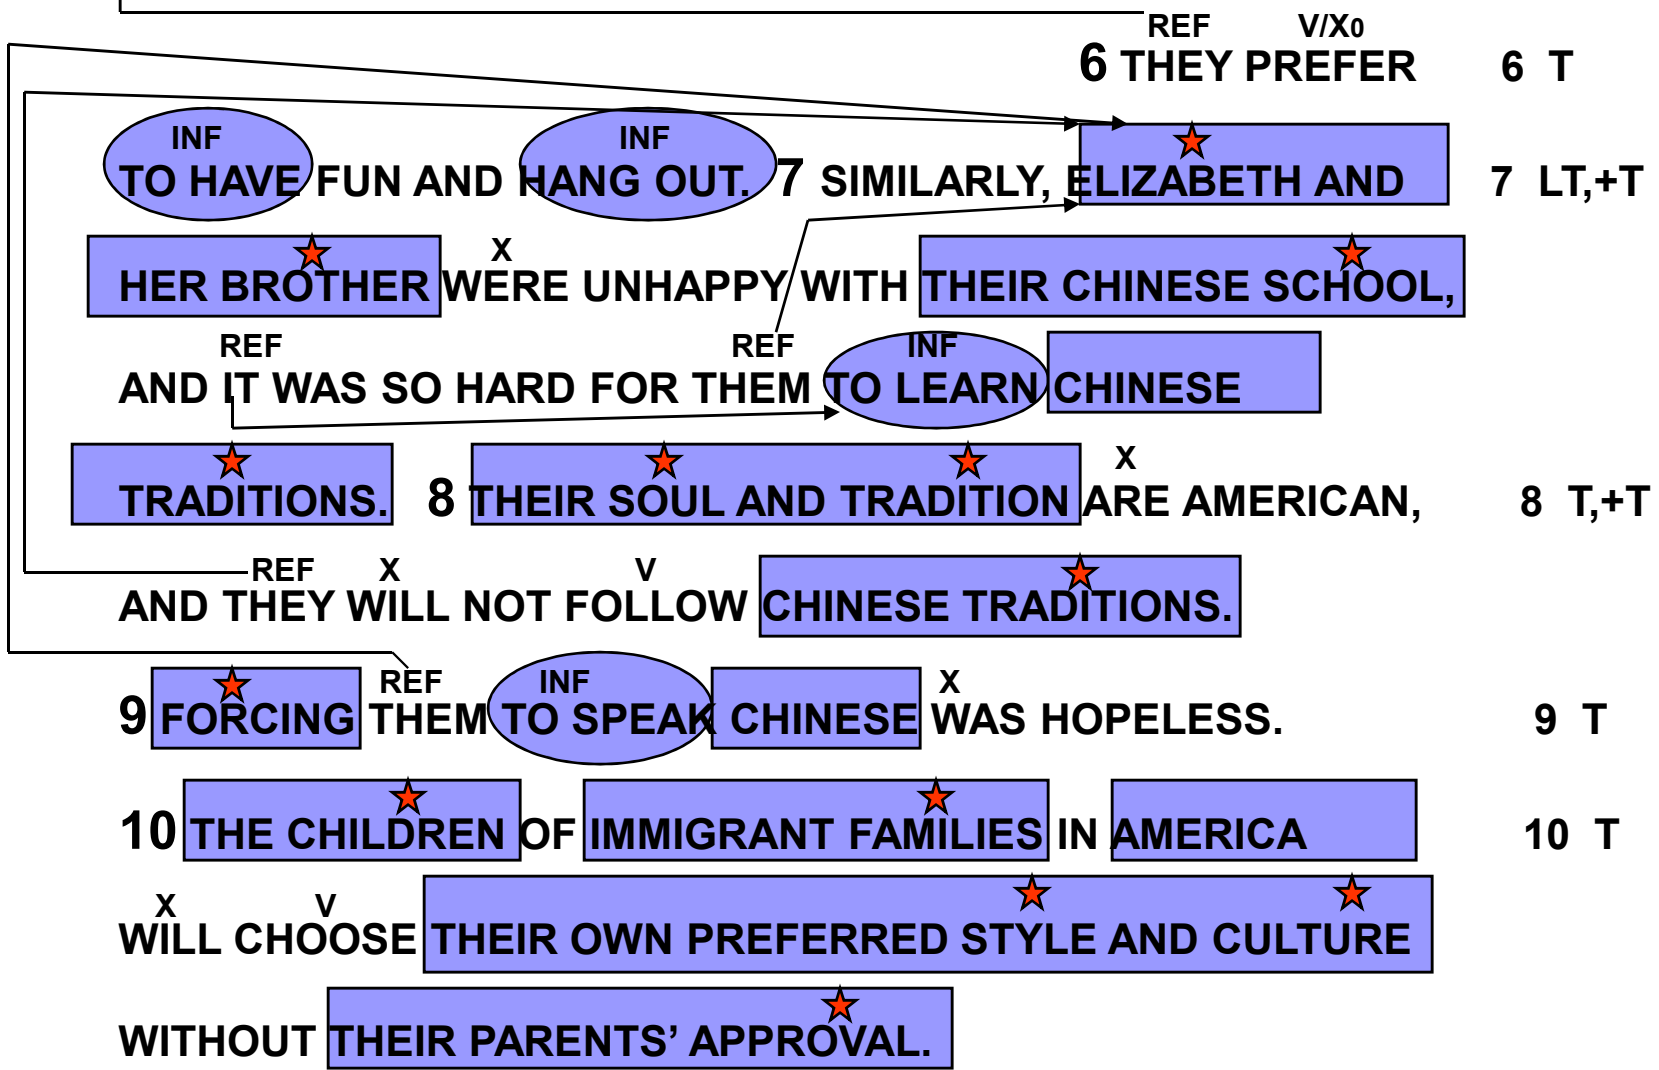 REF V/X0
6 THEY PREFER 6 T
INF INF
TO HAVE FUN AND HANG OUT. 7 SIMILARLY, ELIZABETH AND 7 LT,+T
X
HER BROTHER WERE UNHAPPY WITH THEIR CHINESE SCHOOL,
REF REF INF
AND IT WAS SO HARD FOR THEM TO LEARN CHINESE
X
TRADITIONS. 8 THEIR SOUL AND TRADITION ARE AMERICAN, 8 T,+T
REF X V
AND THEY WILL NOT FOLLOW CHINESE TRADITIONS.
REF INF X
9 FORCING THEM TO SPEAK CHINESE WAS HOPELESS. 9 T
10 THE CHILDREN OF IMMIGRANT FAMILIES IN AMERICA 10 T
X V
WILL CHOOSE THEIR OWN PREFERRED STYLE AND CULTURE
WITHOUT THEIR PARENTS’ APPROVAL.